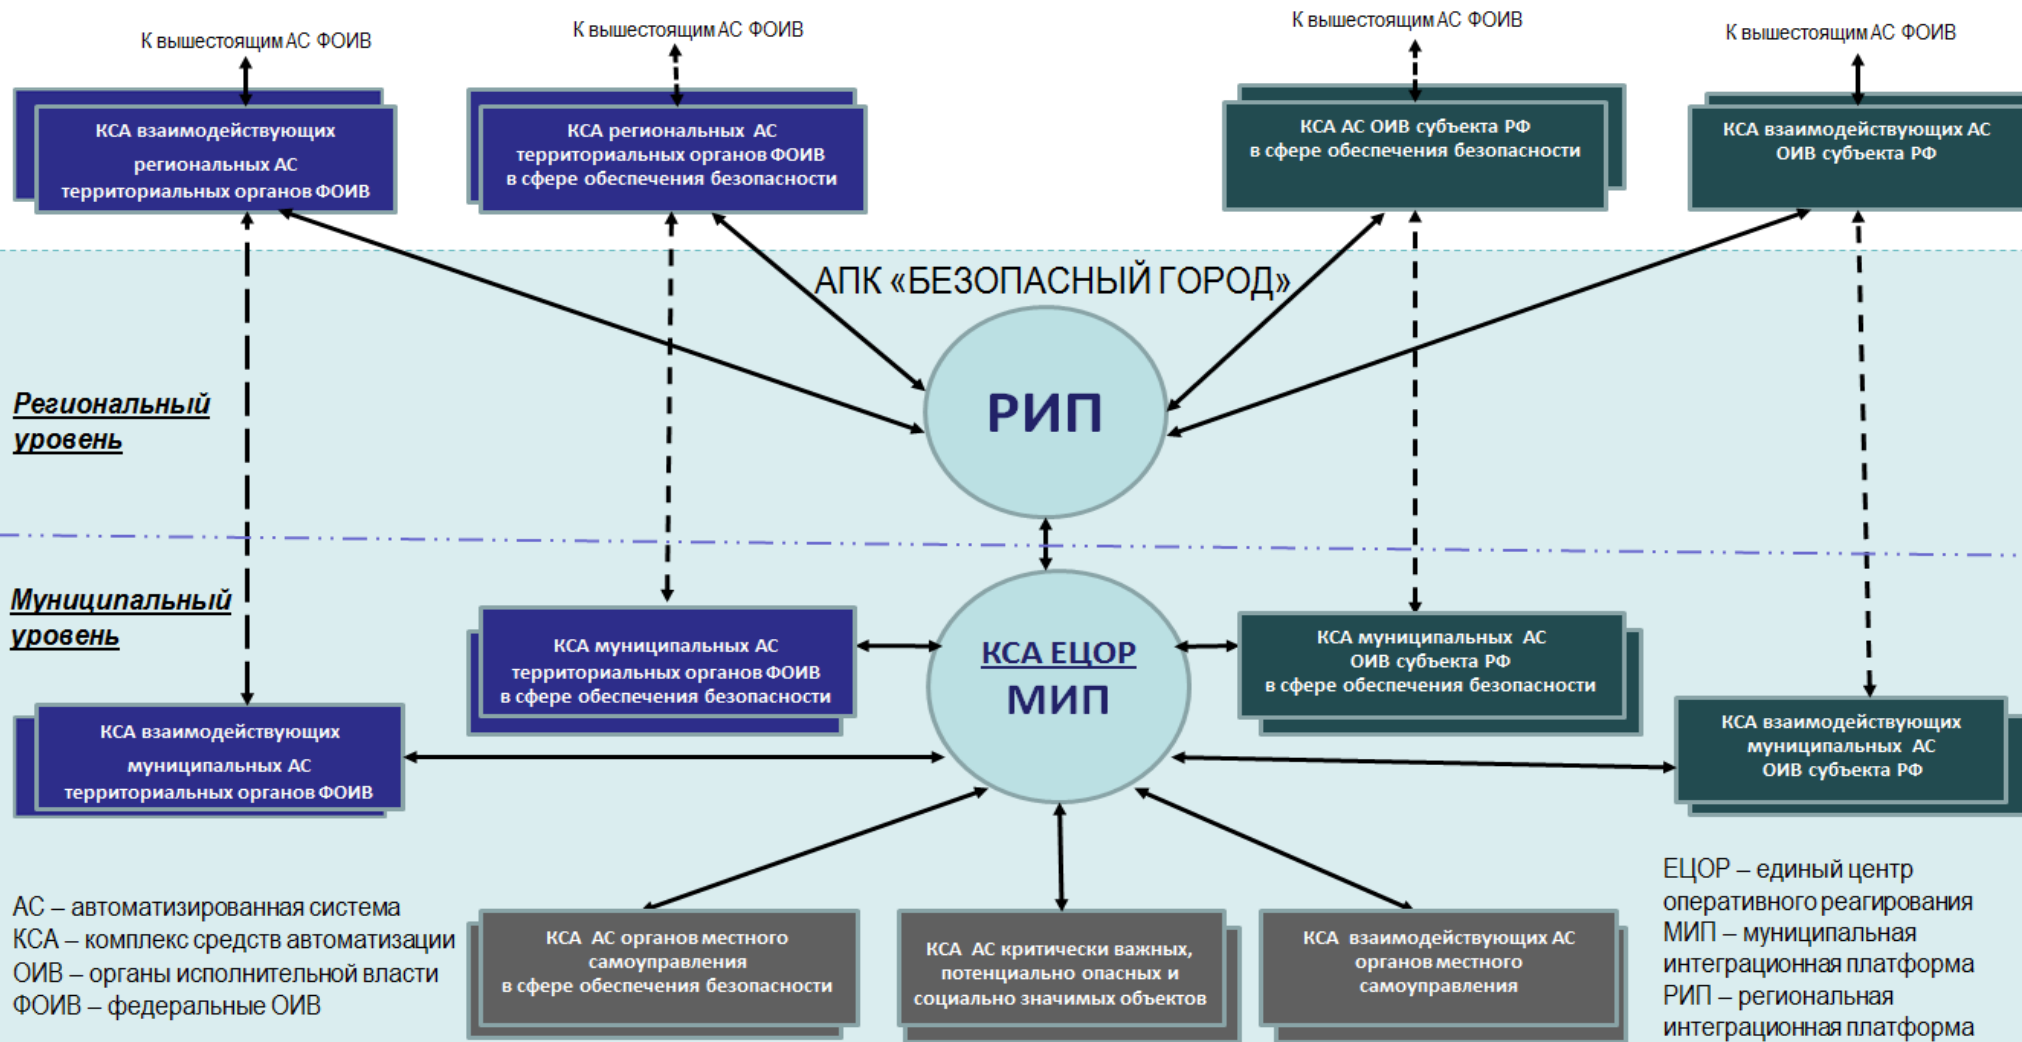 К вышестоящим АС ФОИВ
К вышестоящим АС ФОИВ
К вышестоящим АС ФОИВ
К вышестоящим АС ФОИВ
КСА взаимодействующих
региональных АС
территориальных органов ФОИВ
КСА региональных АС
территориальных органов ФОИВ
в сфере обеспечения безопасности
КСА АС ОИВ субъекта РФ
в сфере обеспечения безопасности
КСА взаимодействующих АС
ОИВ субъекта РФ
АПК «БЕЗОПАСНЫЙ ГОРОД»
РИП
Региональный
уровень
Муниципальный
уровень
КСА муниципальных АС
территориальных органов ФОИВ
в сфере обеспечения безопасности
КСА ЕЦОР
МИП
КСА муниципальных АС
ОИВ субъекта РФ
в сфере обеспечения безопасности
КСА взаимодействующих
муниципальных АС
территориальных органов ФОИВ
КСА взаимодействующих
муниципальных АС
ОИВ субъекта РФ
АС – автоматизированная система
КСА – комплекс средств автоматизации
ОИВ – органы исполнительной власти
ФОИВ – федеральные ОИВ
КСА АС органов местного
самоуправления
в сфере обеспечения безопасности
КСА АС критически важных,
потенциально опасных и
социально значимых объектов
КСА взаимодействующих АС
органов местного
самоуправления
ЕЦОР – единый центр
оперативного реагирования
МИП – муниципальная
интеграционная платформа
РИП – региональная
интеграционная платформа